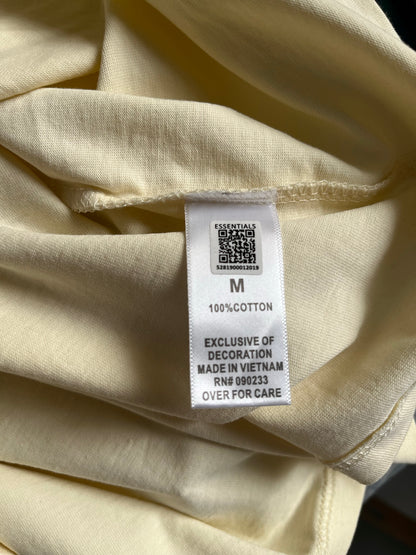 ESSENTIALS
5281900012019
M
100%COTTON
EXCLUSIVE OF
DECORATION
MADE IN VIETNAM
RN# 090233
OVER FOR CARE